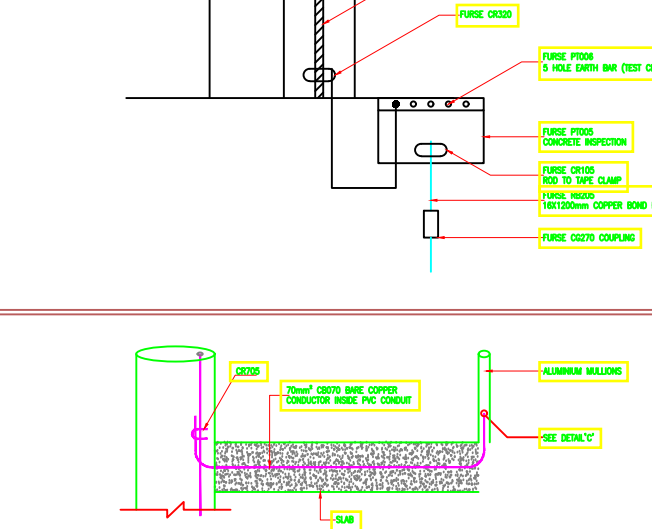 FURSE CR320
FURSE PT006
5 HOLE EARTH BAR (TEST
FURSE PT005
CONCRETE INSPECTION
FURSE CR105
ROD TO TAPE CLAMP
FURSE RB205
16X1200mm COPPER BOND
FURSE CG270 COUPLING
CR705
70mm² CB070 BARE COPPER
CONDUCTOR INSIDE PVC CONDUIT
ALUMINIUM MULLIONS
SEE DETAIL'C'
SLAB